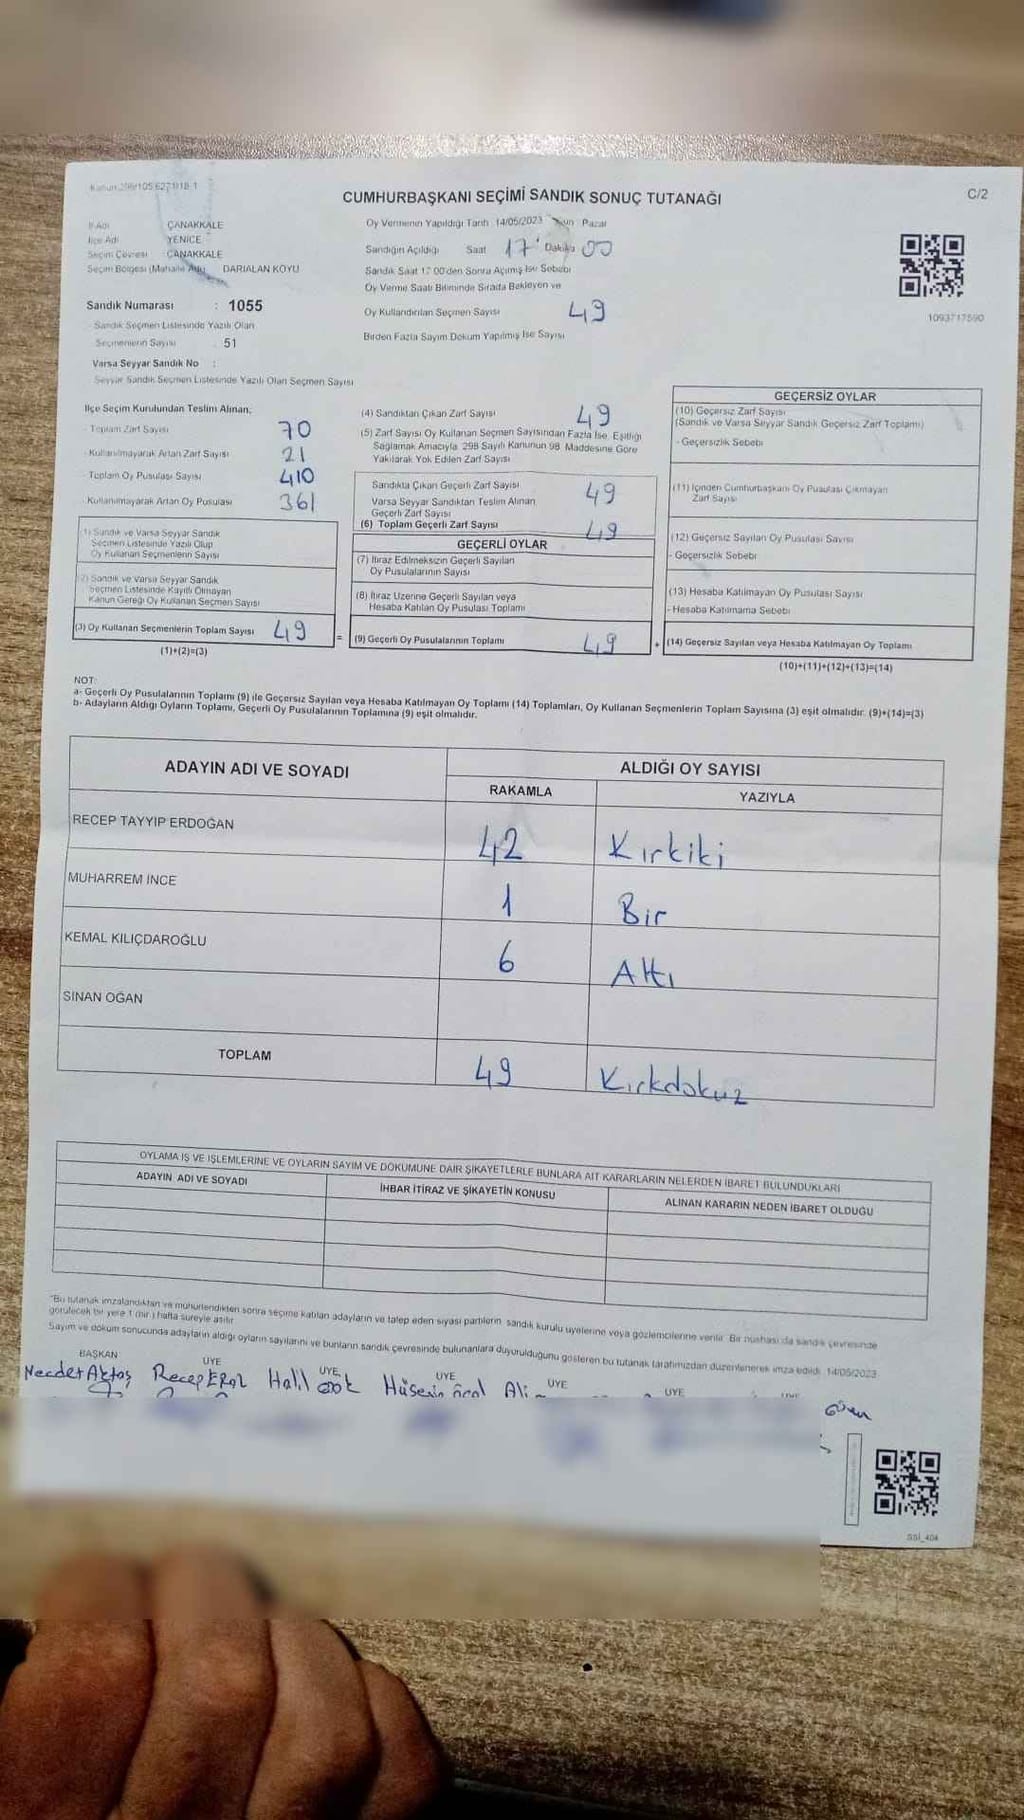 C/2
CUMHURBAŞKANI SEÇİMİ SANDIK SONUÇ TUTANAĞI
İl Adı ÇANAKKALE
İlçe Adı YENİCE
Seçim Çevresi ÇANAKKALE
Seçim Bölgesi (Mahalle Adı) DARIALAN KÖYÜ
Sandık Numarası : 1055
Sandık Seçmen Listesinde Yazılı Olan
Seçmenlerin Sayısı 51
Varsa Seyyar Sandık No :
Seyyar Sandık Seçmen Listesinde Yazılı Olan Seçmen Sayısı
Oy Vermenin Yapıldığı Tarih 14/05/2023 Gün Pazar
Sandığın Açıldığı Saat 17 Dakika 00
Sandık Saat 17 00'den Sonra Açımış İse Sebebi
Oy Verme Saati Bitiminde Sırada Bekleyen ve
Oy Kullandırılan Seçmen Sayısı 49
Birden Fazla Sayım Döküm Yapılmış İse Sayısı
1093717590
İlçe Seçim Kurulundan Teslim Alınan;
- Toplam Zarf Sayısı 70
- Kullanılmayarak Artan Zarf Sayısı 21
- Toplam Oy Pusulası Sayısı 410
- Kullanılmayarak Artan Oy Pusulası 361
(1) Sandık ve Varsa Seyyar Sandık
Seçmen Listesinde Yazılı Olup
Oy Kullanan Seçmenlerin Sayısı
(2) Sandık ve Varsa Seyyar Sandık
Seçmen Listesinde Kayıtlı Olmayan
Kanun Gereği Oy Kullanan Seçmen Sayısı
(3) Oy Kullanan Seçmenlerin Toplam Sayısı 49
(1)+(2)=(3)
=
(4) Sandıktan Çıkan Zarf Sayısı 49
(5) Zarf Sayısı Oy Kullanan Seçmen Sayısından Fazla İse, Eşitliği
Sağlamak Amacıyla 298 Sayılı Kanunun 98. Maddesine Göre
Yakılarak Yok Edilen Zarf Sayısı
Sandıkta Çıkan Geçerli Zarf Sayısı 49
Varsa Seyyar Sandıktan Teslim Alınan
Geçerli Zarf Sayısı
(6) Toplam Geçerli Zarf Sayısı 49
GEÇERLİ OYLAR
(7) İtiraz Edilmeksizin Geçerli Sayılan
Oy Pusulalarının Sayısı
(8) İtiraz Üzerine Geçerli Sayılan veya
Hesaba Katılan Oy Pusulası Toplamı
(9) Geçerli Oy Pusulalarının Toplamı 49
+
GEÇERSİZ OYLAR
(10) Geçersiz Zarf Sayısı
(Sandık ve Varsa Seyyar Sandık Geçersiz Zarf Toplamı)
- Geçersizlik Sebebi
(11) İçinden Cumhurbaşkanı Oy Pusulası Çıkmayan
Zarf Sayısı
(12) Geçersiz Sayılan Oy Pusulası Sayısı
- Geçersizlik Sebebi
(13) Hesaba Katılmayan Oy Pusulası Sayısı
- Hesaba Katılmama Sebebi
(14) Geçersiz Sayılan veya Hesaba Katılmayan Oy Toplamı
(10)+(11)+(12)+(13)=(14)
NOT:
a- Geçerli Oy Pusulalarının Toplamı (9) ile Geçersiz Sayılan veya Hesaba Katılmayan Oy Toplamı (14) Toplamları, Oy Kullanan Seçmenlerin Toplam Sayısına (3) eşit olmalıdır. (9)+(14)=(3)
b- Adayların Aldığı Oyların Toplamı, Geçerli Oy Pusulalarının Toplamına (9) eşit olmalıdır.
ADAYIN ADI VE SOYADI
ALDIĞI OY SAYISI
RAKAMLA YAZIYLA
RECEP TAYYİP ERDOĞAN 42 Kırkiki
MUHARREM İNCE 1 Bir
KEMAL KILIÇDAROĞLU 6 Altı
SİNAN OĞAN
TOPLAM 49 Kırkdokuz
OYLAMA İŞ VE İŞLEMLERİNE VE OYLARIN SAYIM VE DÖKÜMÜNE DAİR ŞİKAYETLERLE BUNLARA AİT KARARLARIN NELERDEN İBARET BULUNDUKLARI
ADAYIN ADI VE SOYADI
İHBAR İTİRAZ VE ŞİKAYETİN KONUSU
ALINAN KARARIN NEDEN İBARET OLDUĞU
*Bu tutanak imzalandıktan ve mühürlendikten sonra seçime katılan adayların ve talep eden siyasi partilerin sandık kurulu üyelerine veya gözlemcilerine verilir. Bir nüshası da sandık çevresinde
görülecek bir yere 1 (bir) hafta süreyle asılır.
Sayım ve döküm sonucunda adayların aldığı oyların sayılarını ve bunların sandık çevresinde bulunanlara duyurulduğunu gösteren bu tutanak tarafımızdan düzenlenerek imza edildi. 14/05/2023
BAŞKAN ÜYE ÜYE ÜYE ÜYE ÜYE
Necdet Aktaş Recep Erol Halil Hüseyin Ali
SSİ_404